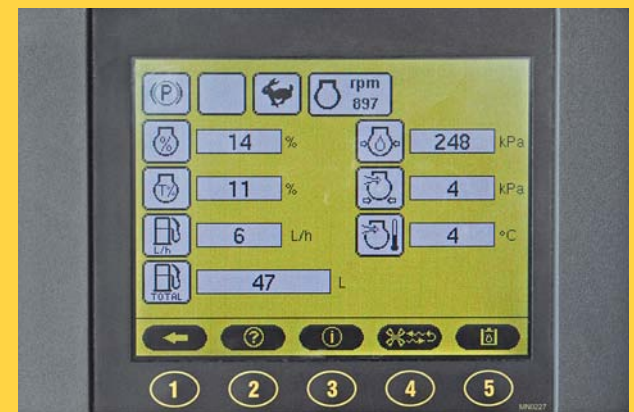 (P) rpm
897
% 14 % 248 kPa
T% 11 % 4 kPa
L/h 6 L/h 4 °C
TOTAL 47 L
? i
1 2 3 4 5
MN0227